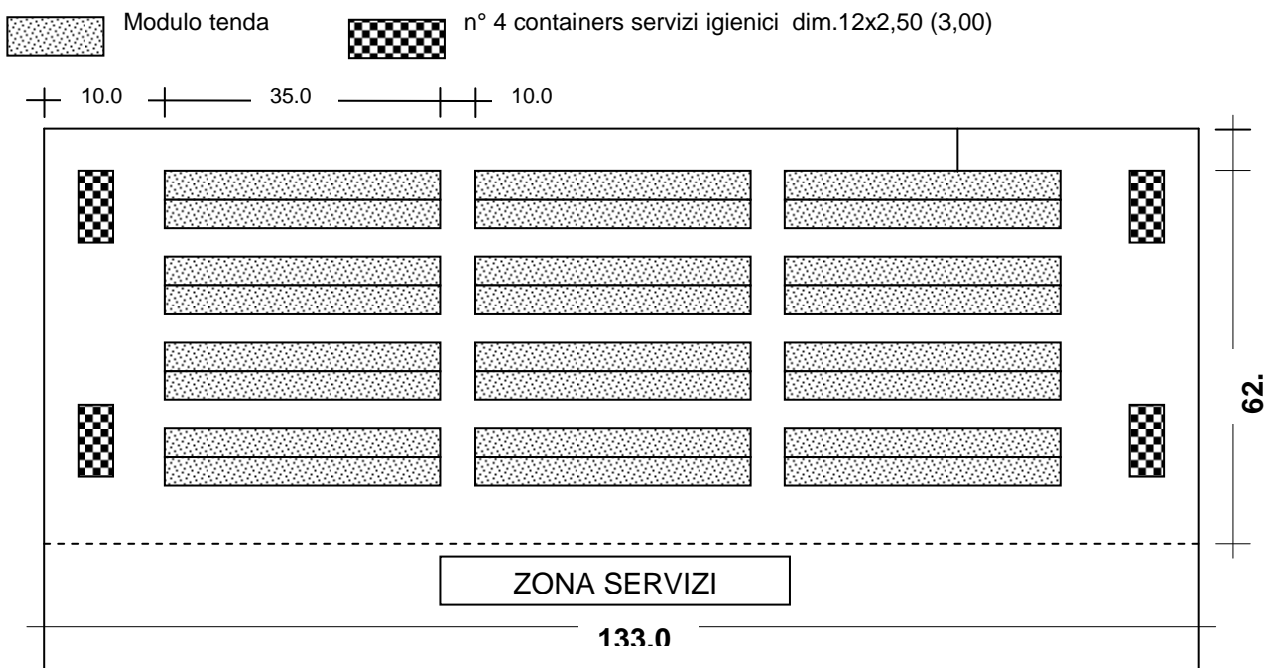 Modulo tenda
n° 4 containers servizi igienici dim.12x2,50 (3,00)
10.0 35.0 10.0
62.
ZONA SERVIZI
133.0